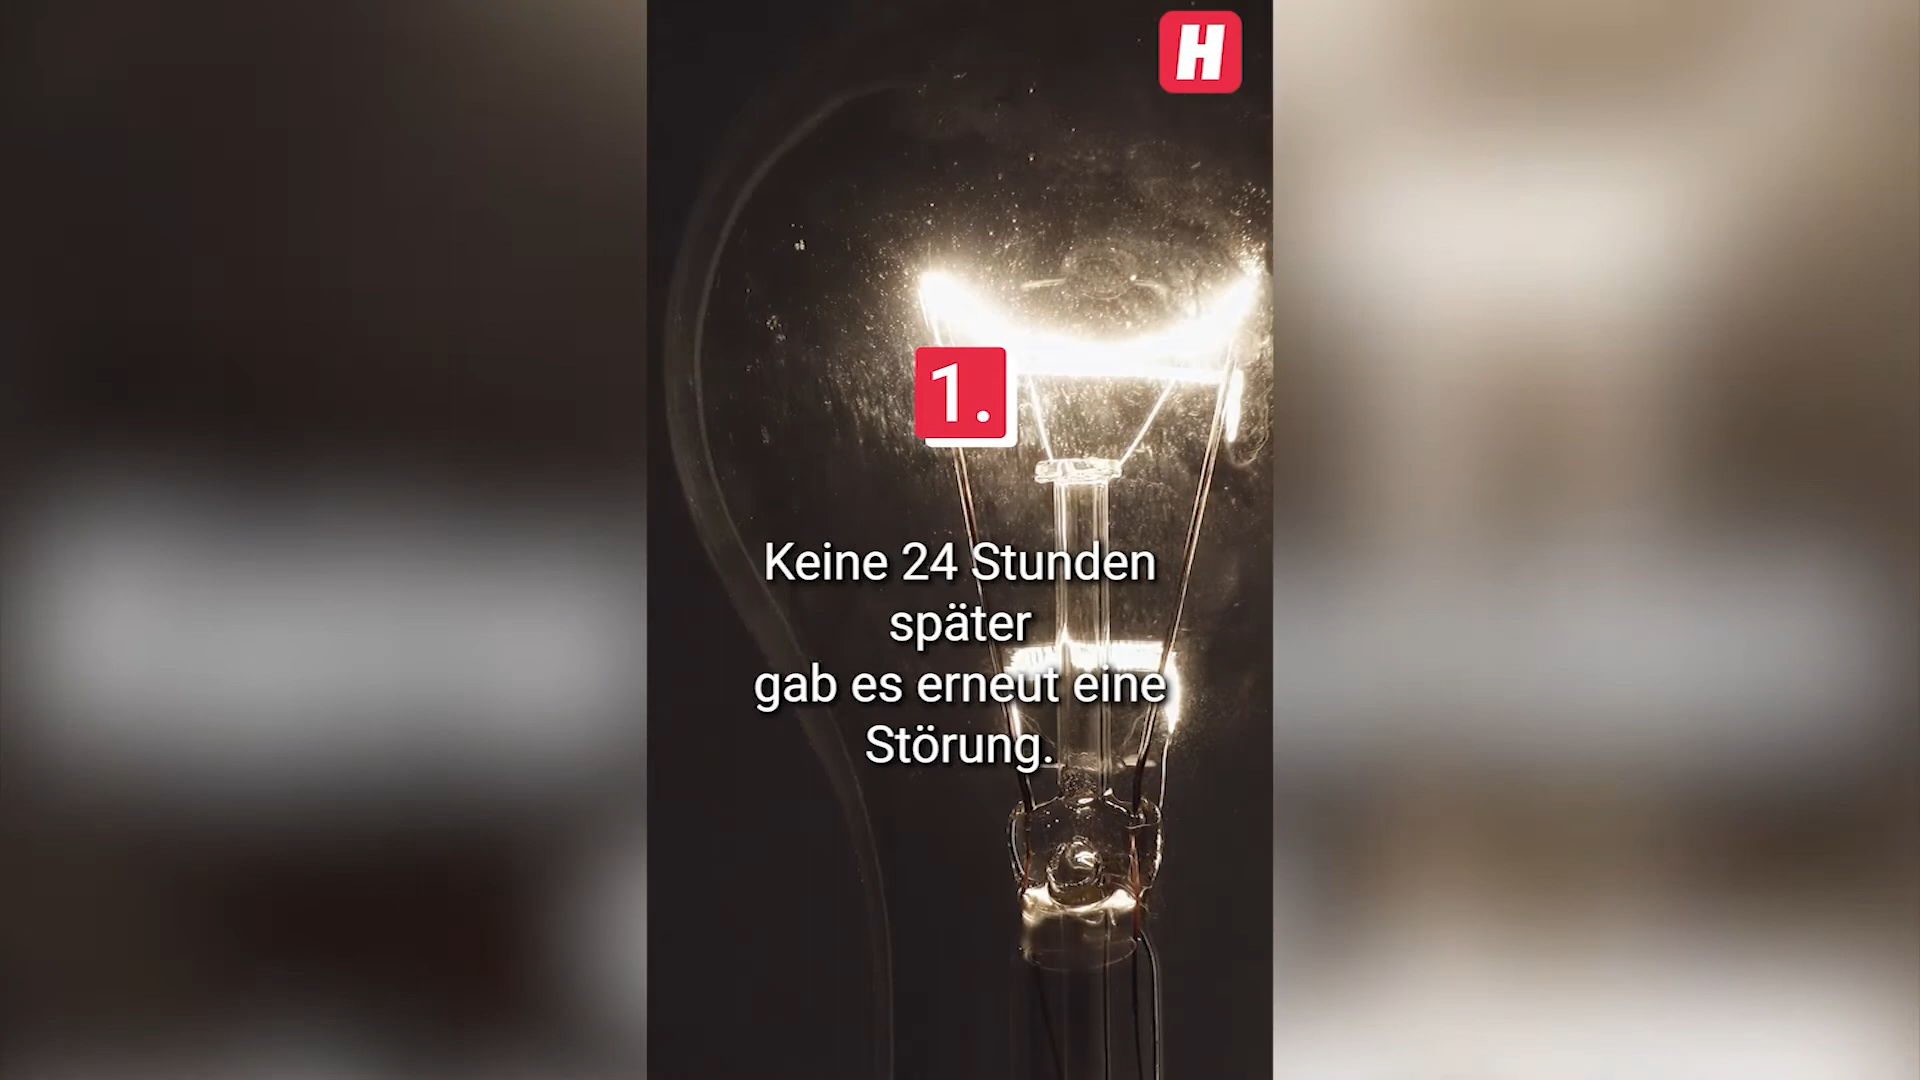 H
1.
Keine 24 Stunden
später
gab es erneut eine
Störung.